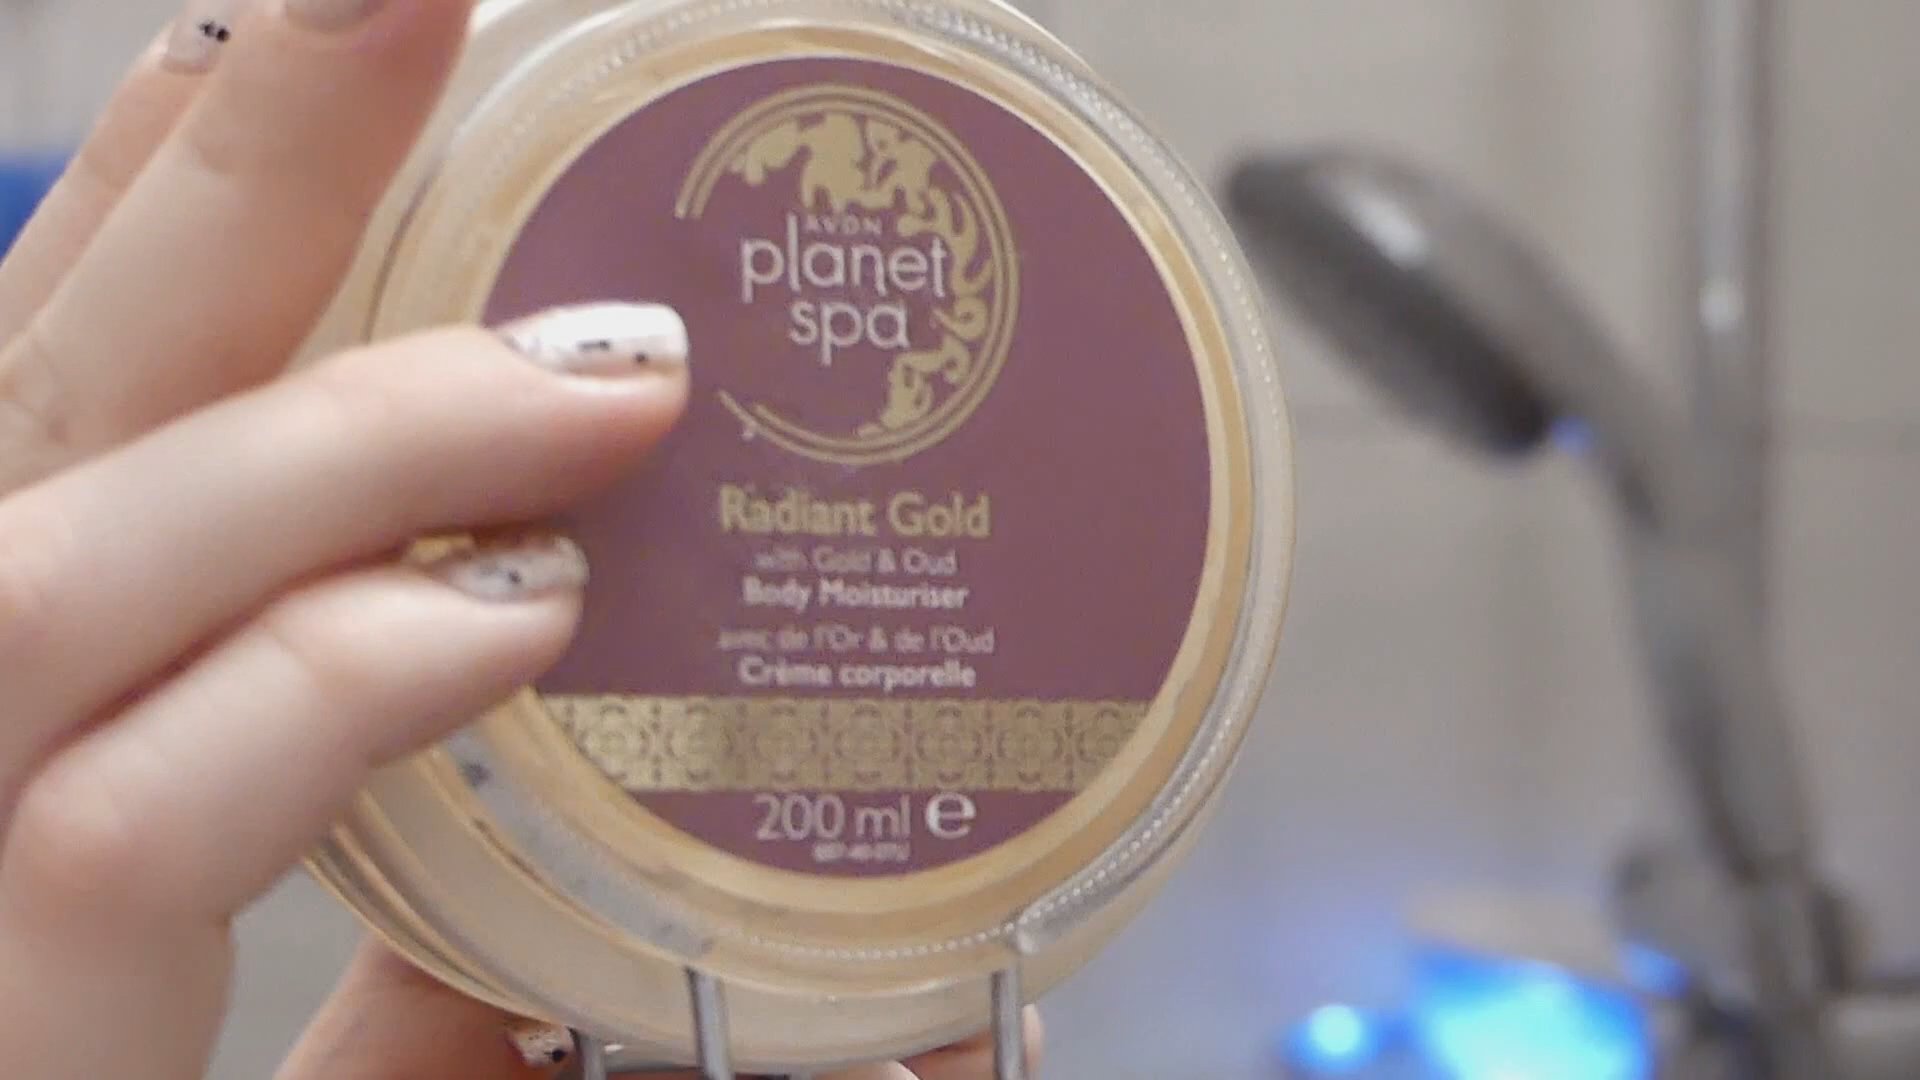 AVON
planet
spa
Radiant Gold
with Gold & Oud
Body Moisturiser
avec de l'Or & de l'Oud
Crème corporelle
200 ml e